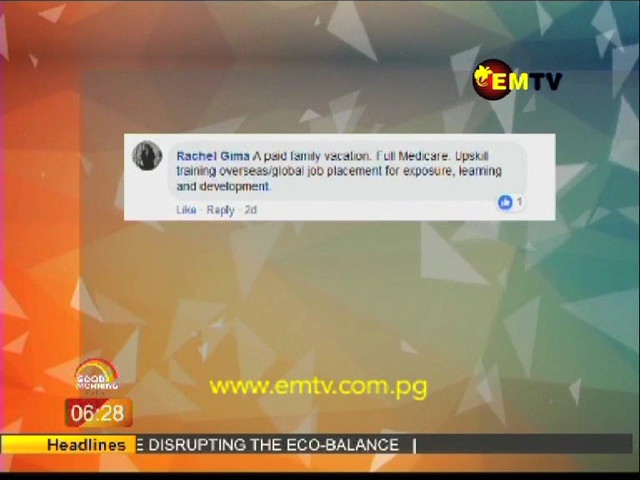 EMTV
Rachel Gima A paid family vacation. Full Medicare. Upskill
training overseas/global job placement for exposure, learning
and development.
1
Like · Reply · 2d
www.emtv.com.pg
GOOD
MORNING
06:28
Headlines E DISRUPTING THE ECO-BALANCE |